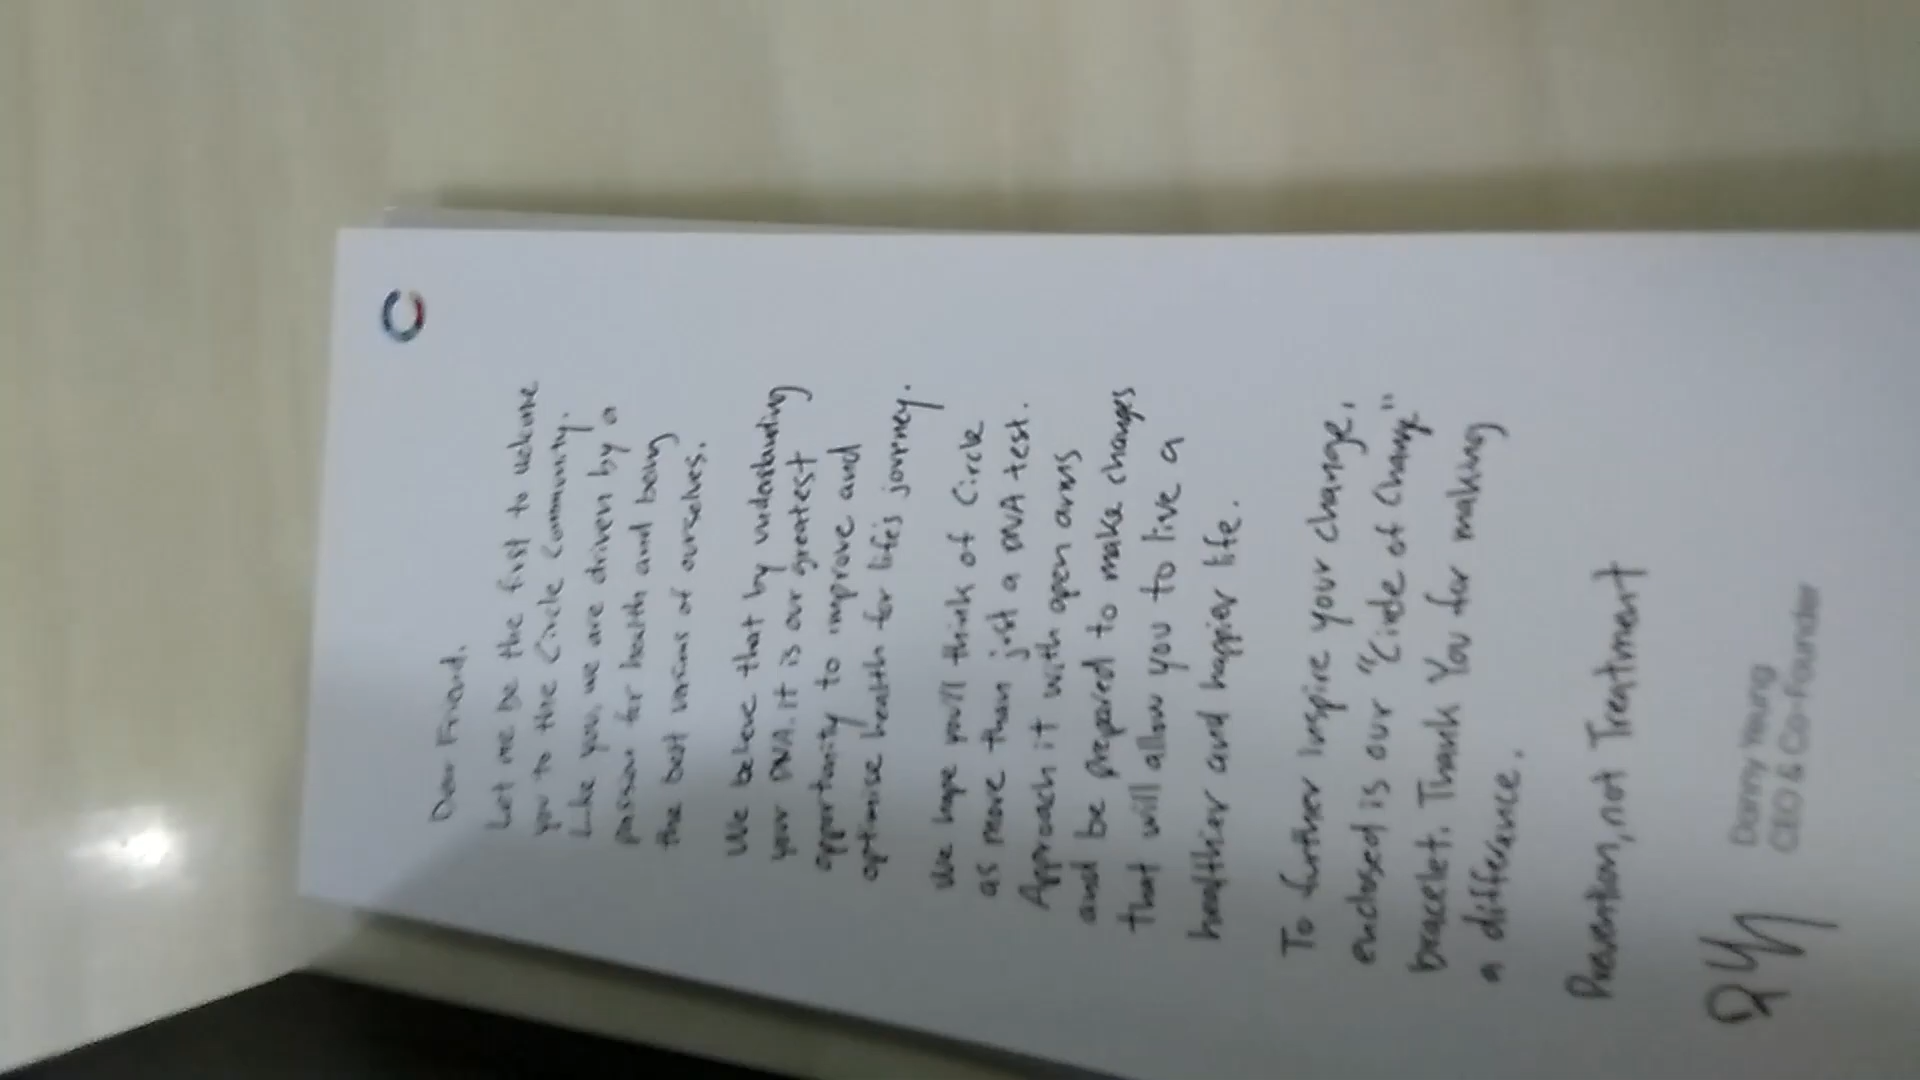 Dear Friend,
Let me be the first to welcome
you to the Circle Community.
Like you, we are driven by a
passion for health and being
the best versions of ourselves.
We believe that by understanding
your DNA. it is our greatest
opportunity to improve and
optimise health for life's journey.
We hope you'll think of Circle
as more than just a DNA test.
Approach it with open arms
and be prepared to make changes
that will allow you to live a
healthier and happier life.
To further inspire your change,
enclosed is our "Circle of Change"
bracelet. Thank You for making
a difference.
Prevention, not Treatment
Danny Yeung
CEO & Co-Founder